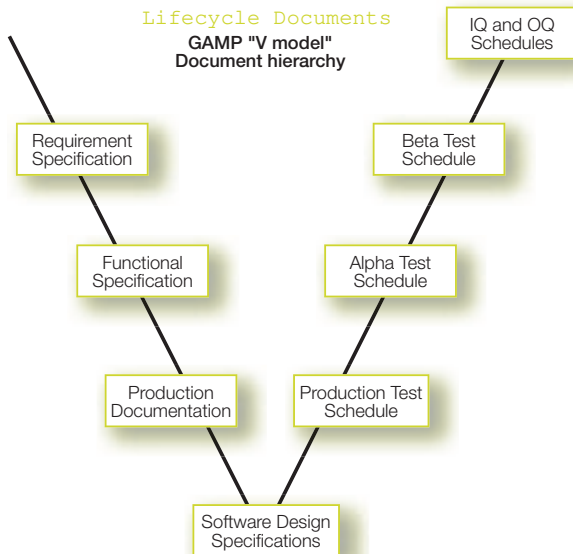 Lifecycle Documents
GAMP "V model"
Document hierarchy
IQ and OQ
Schedules
Requirement
Specification
Beta Test
Schedule
Functional
Specification
Alpha Test
Schedule
Production
Documentation
Production Test
Schedule
Software Design
Specifications